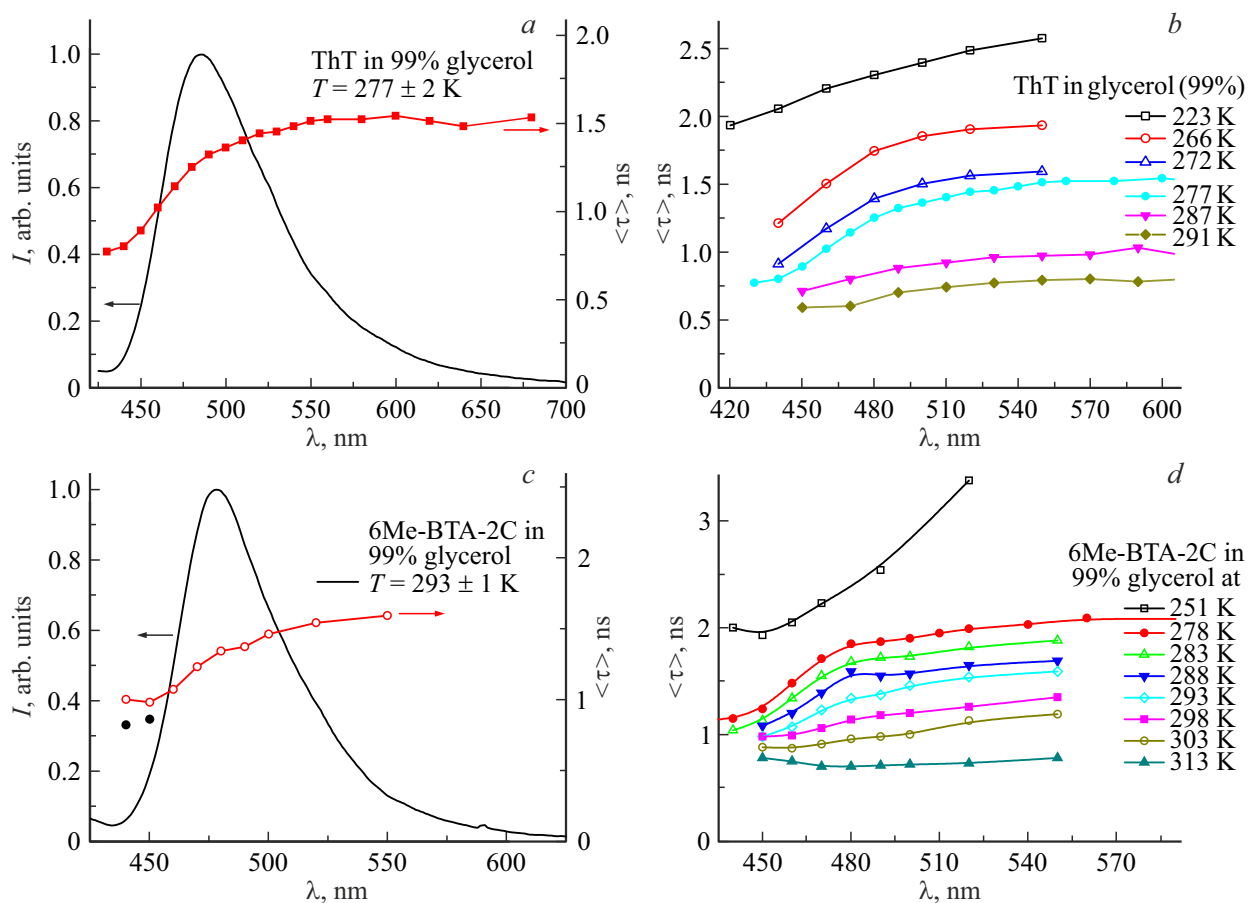 a
ThT in 99% glycerol
T = 277 ± 2 K
I, arb. units
1.0
0.8
0.6
0.4
0.2
0
2.0
1.5
1.0
0.5
0
<τ>, ns
450 500 550 600 650 700
λ, nm
b
ThT in glycerol (99%)
223 K
266 K
272 K
277 K
287 K
291 K
<τ>, ns
2.5
2.0
1.5
1.0
0.5
0
420 450 480 510 540 570 600
λ, nm
c
6Me-BTA-2C in
99% glycerol
T = 293 ± 1 K
I, arb. units
1.0
0.8
0.6
0.4
0.2
0
2
1
0
<τ>, ns
450 500 550 600
λ, nm
d
6Me-BTA-2C in
99% glycerol at
251 K
278 K
283 K
288 K
293 K
298 K
303 K
313 K
<τ>, ns
3
2
1
0
450 480 510 540 570
λ, nm